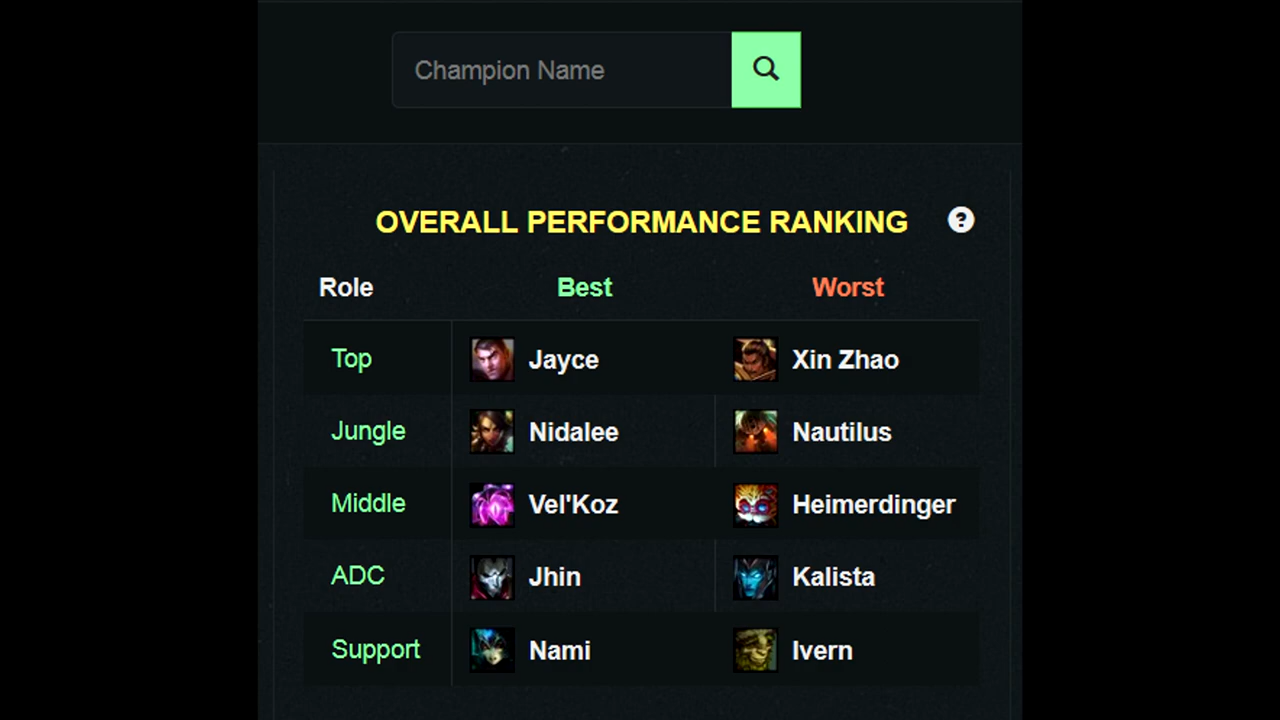 Champion Name
OVERALL PERFORMANCE RANKING ?
Role Best Worst
Top Jayce Xin Zhao
Jungle Nidalee Nautilus
Middle Vel'Koz Heimerdinger
ADC Jhin Kalista
Support Nami Ivern